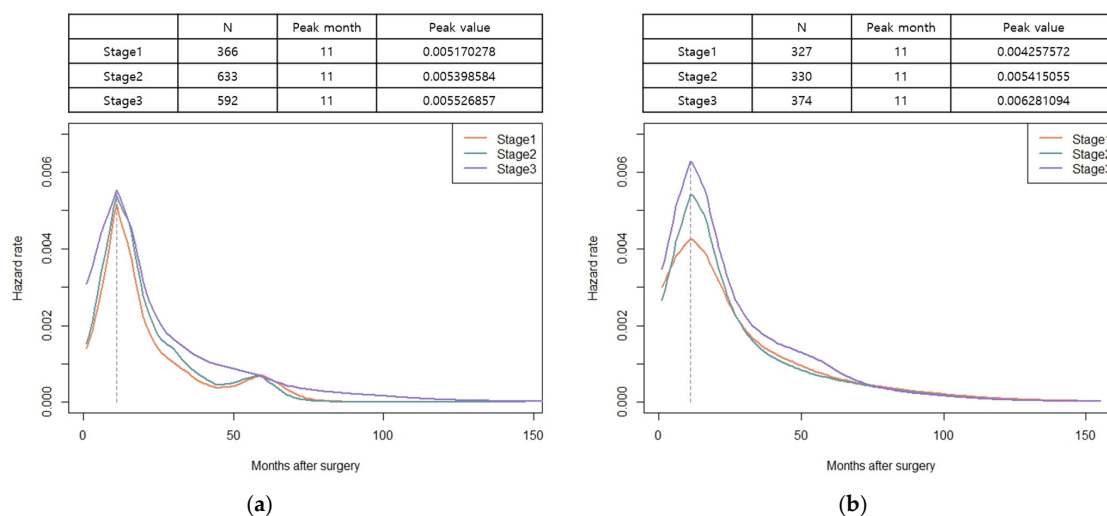 N Peak month Peak value
Stage1 366 11 0.005170278
Stage2 633 11 0.005398584
Stage3 592 11 0.005526857
Stage1
Stage2
Stage3
0.006
0.004
0.002
0.000
Hazard rate
0 50 100 150
Months after surgery
(a)
N Peak month Peak value
Stage1 327 11 0.004257572
Stage2 330 11 0.005415055
Stage3 374 11 0.006281094
Stage1
Stage2
Stage3
0.006
0.004
0.002
0.000
Hazard rate
0 50 100 150
Months after surgery
(b)